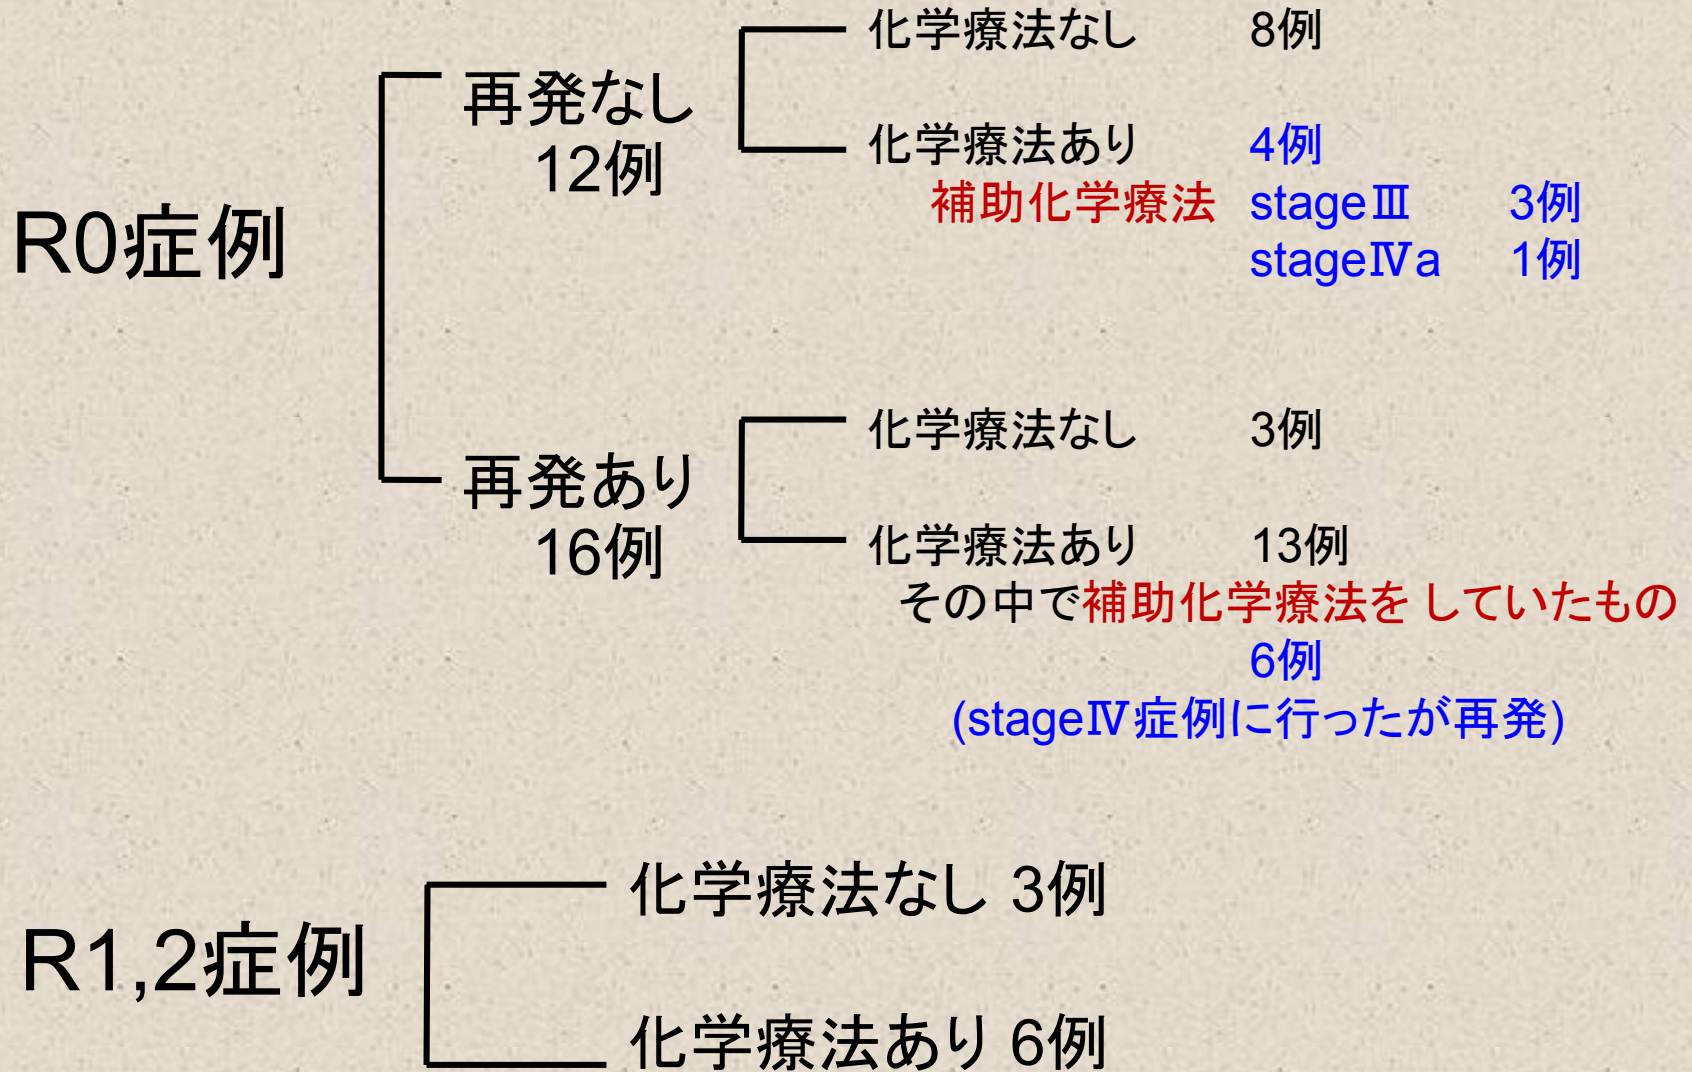 R0症例
再発なし
12例
化学療法なし 8例
化学療法あり 4例
補助化学療法 stageⅢ 3例
stageⅣa 1例
再発あり
16例
化学療法なし 3例
化学療法あり 13例
その中で補助化学療法を していたもの
6例
(stageⅣ症例に行ったが再発)
R1,2症例
化学療法なし 3例
化学療法あり 6例